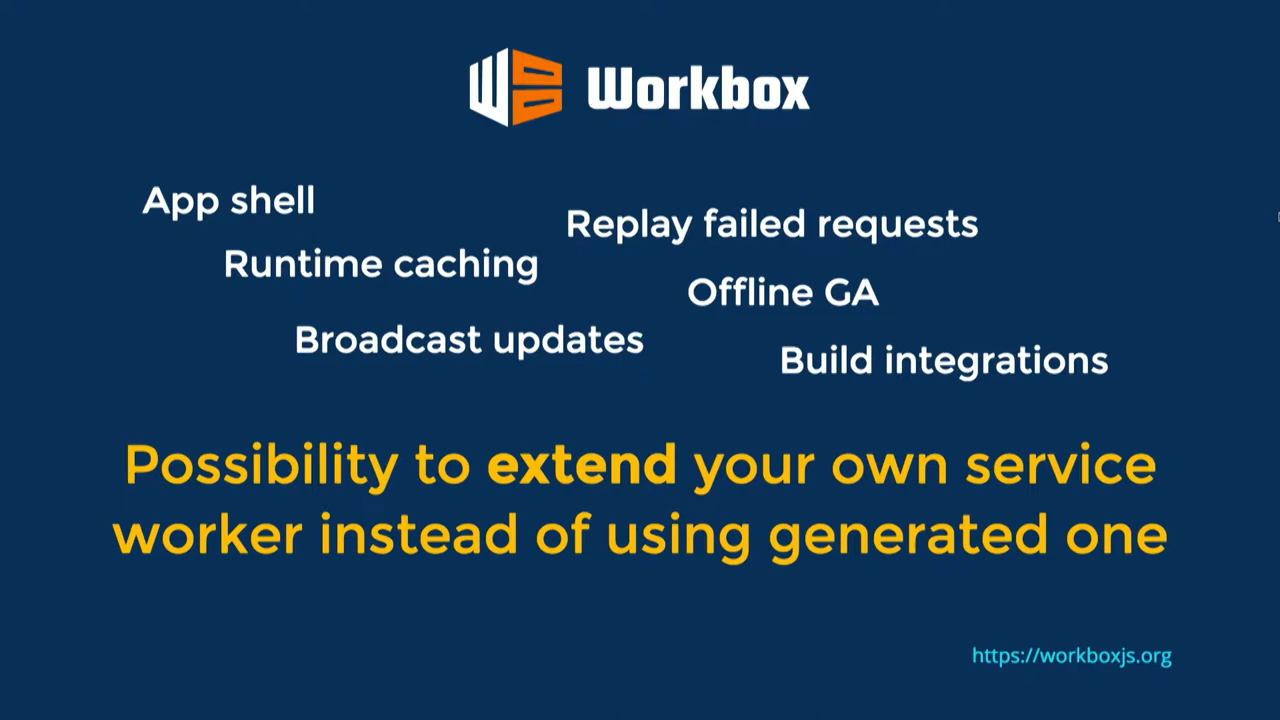 Workbox
App shell
Replay failed requests
Runtime caching
Offline GA
Broadcast updates
Build integrations
Possibility to extend your own service
worker instead of using generated one
https://workboxjs.org